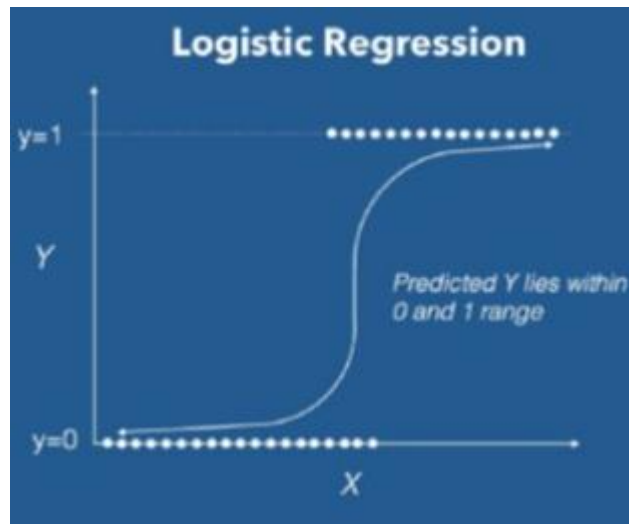 Logistic Regression
y=1
Y
Predicted Y lies within
0 and 1 range
y=0
X